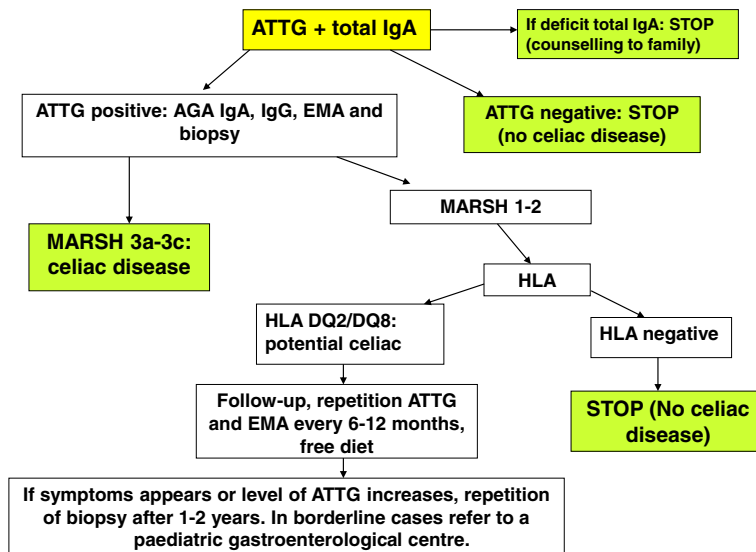 ATTG + total IgA
If deficit total IgA: STOP
(counselling to family)
ATTG positive: AGA IgA, IgG, EMA and
biopsy
ATTG negative: STOP
(no celiac disease)
MARSH 1-2
MARSH 3a-3c:
celiac disease
HLA
HLA DQ2/DQ8:
potential celiac
HLA negative
Follow-up, repetition ATTG
and EMA every 6-12 months,
free diet
STOP (No celiac
disease)
If symptoms appears or level of ATTG increases, repetition
of biopsy after 1-2 years. In borderline cases refer to a
paediatric gastroenterological centre.